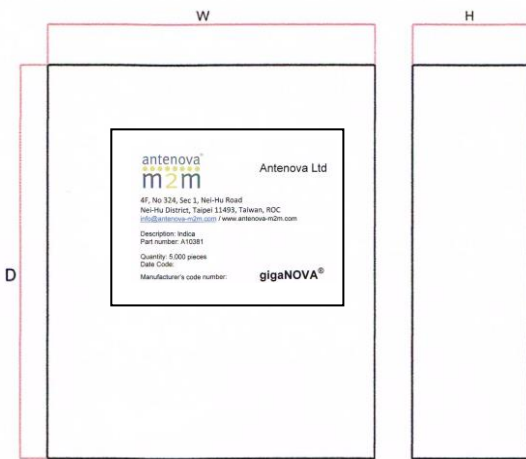 W
H
D
antenova™
m2m
Antenova Ltd
4F, No 324, Sec 1, Nei-Hu Road
Nei-Hu District, Taipei 11493, Taiwan, ROC
info@antenova-m2m.com / www.antenova-m2m.com
Description: Indica
Part number: A10381
Quantity: 5,000 pieces
Date Code:
Manufacturer's code number:
gigaNOVA®